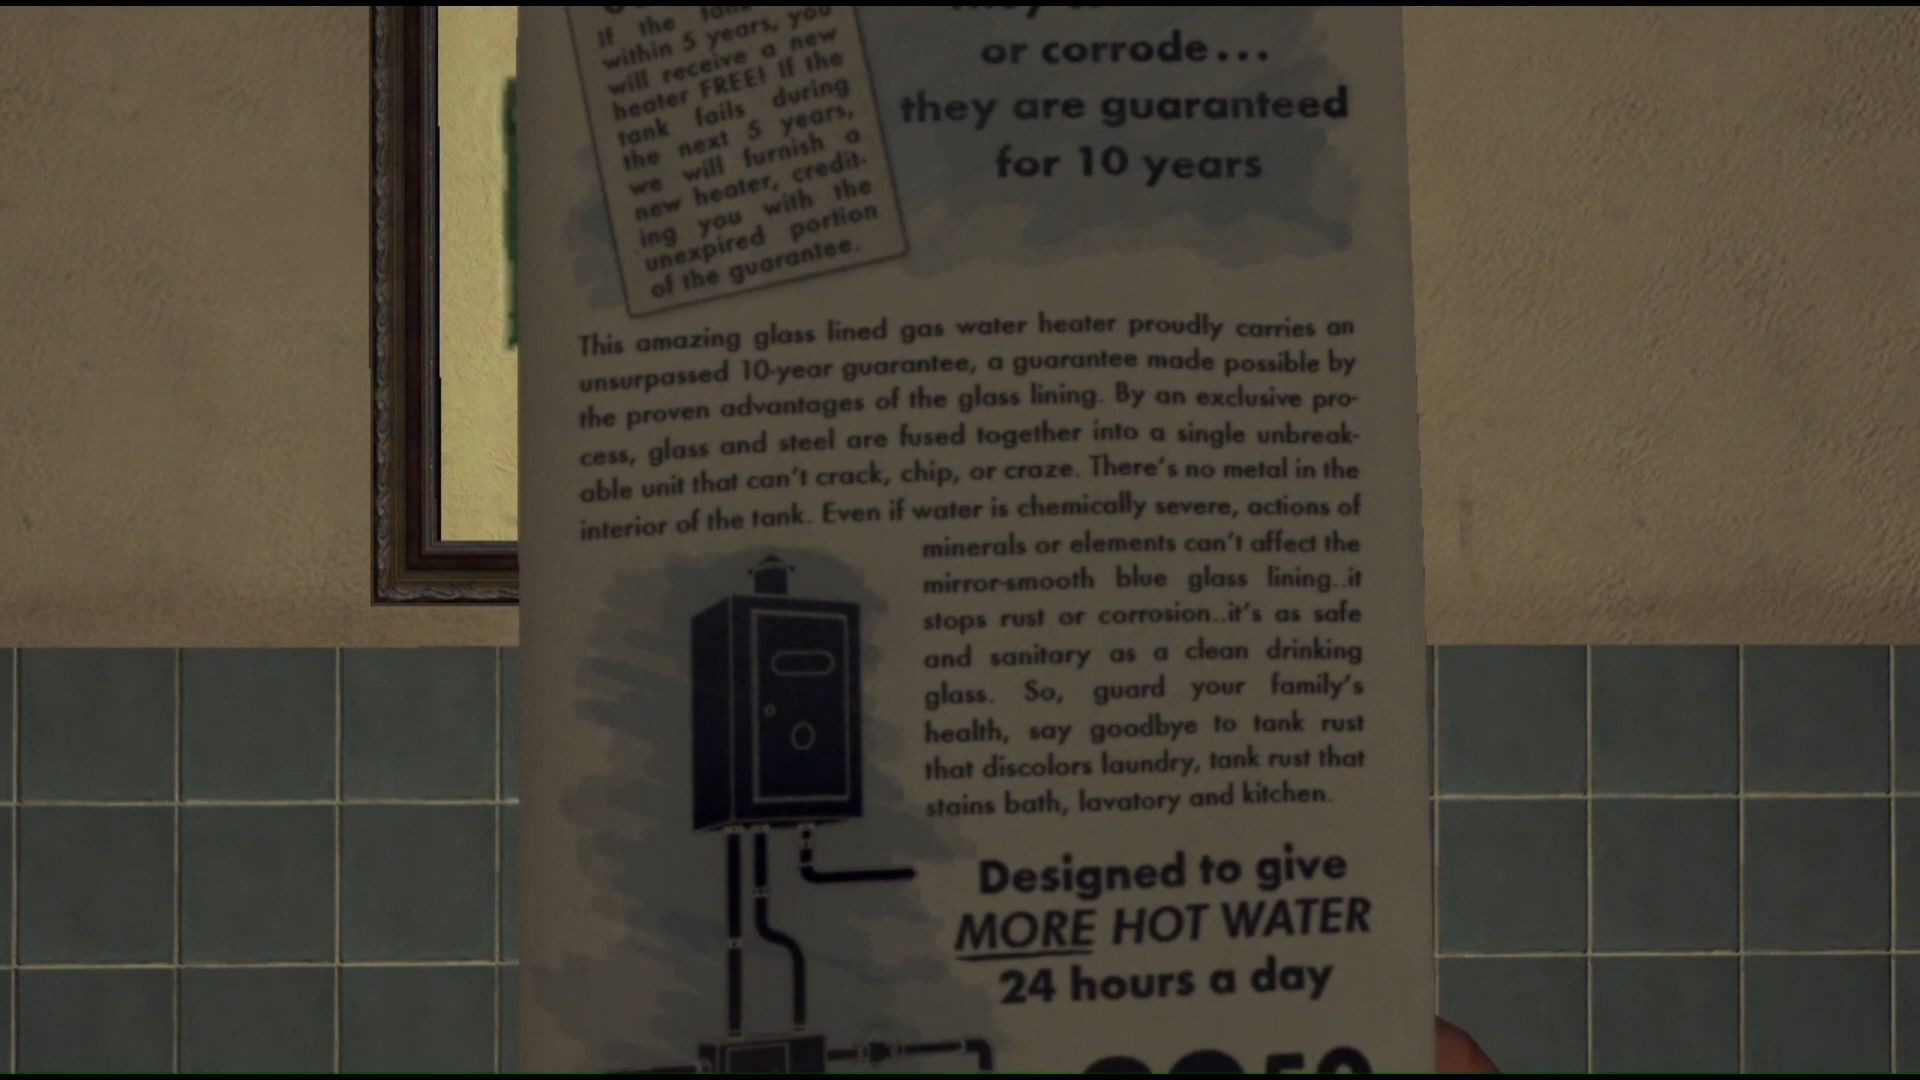 If the tank
within 5 years, you
will receive a new
heater FREE! If the
tank fails during
the next 5 years,
we will furnish a
new heater, credit-
ing you with the
unexpired portion
of the guarantee.
or corrode...
they are guaranteed
for 10 years
This amazing glass lined gas water heater proudly carries an
unsurpassed 10-year guarantee, a guarantee made possible by
the proven advantages of the glass lining. By an exclusive pro-
cess, glass and steel are fused together into a single unbreak-
able unit that can't crack, chip, or craze. There's no metal in the
interior of the tank. Even if water is chemically severe, actions of
minerals or elements can't affect the
mirror-smooth blue glass lining..it
stops rust or corrosion..it's as safe
and sanitary as a clean drinking
glass. So, guard your family's
health, say goodbye to tank rust
that discolors laundry, tank rust that
stains bath, lavatory and kitchen.
Designed to give
MORE HOT WATER
24 hours a day